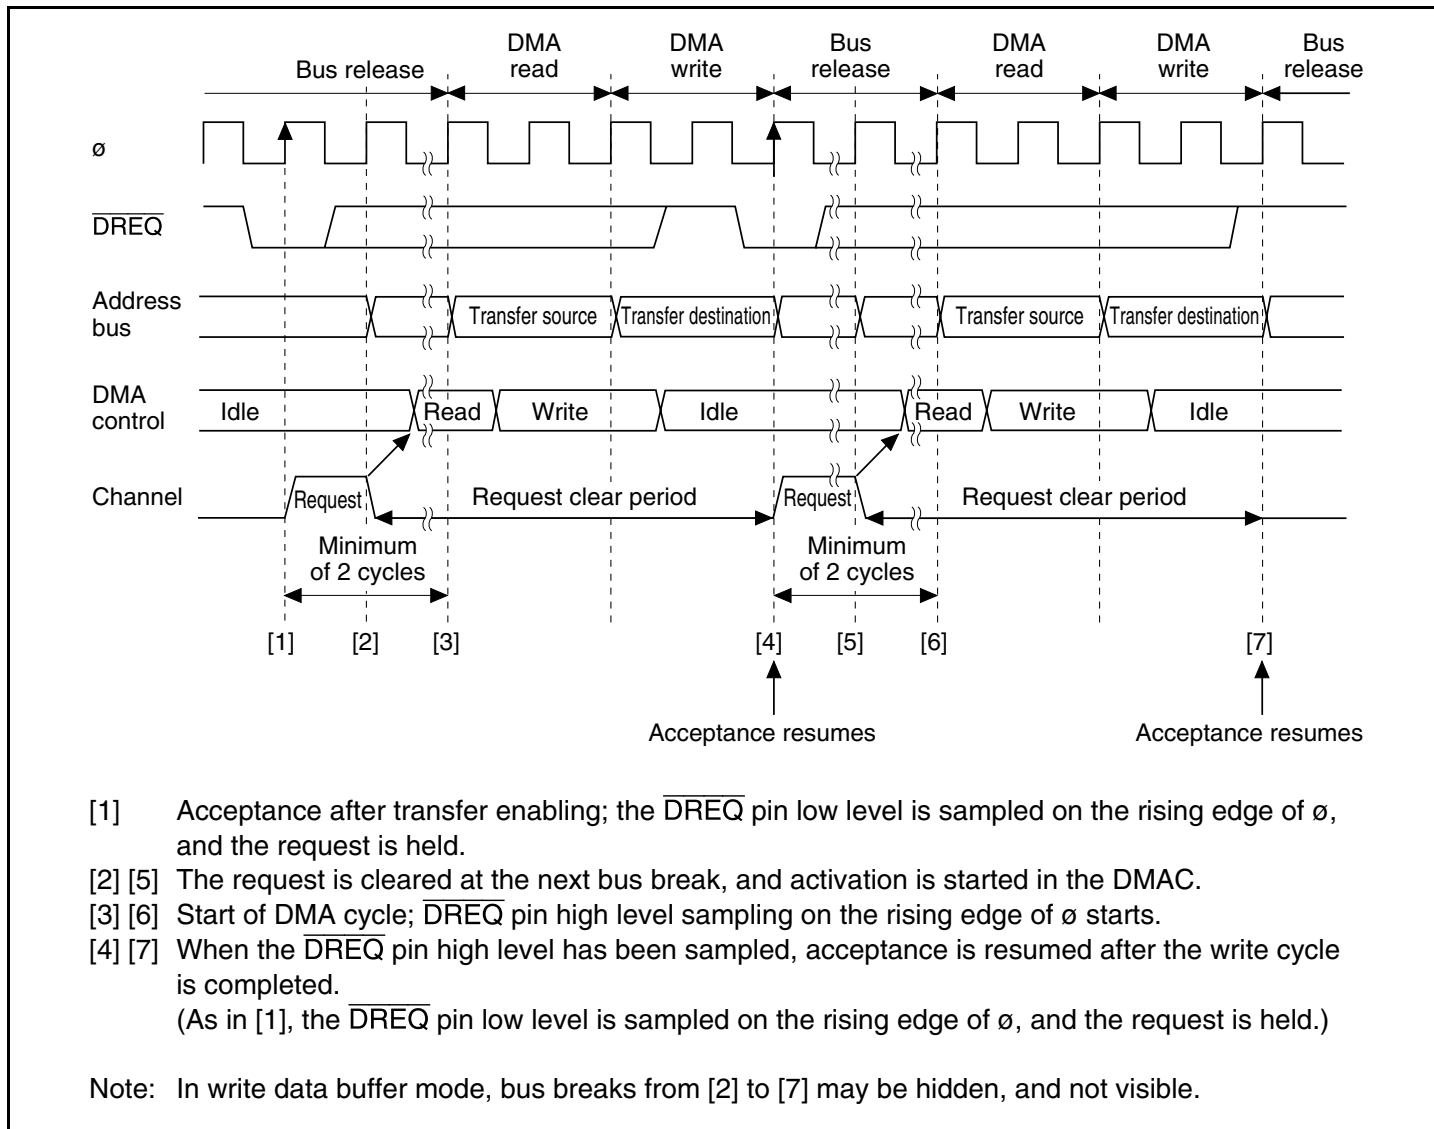 Bus release
DMA read
DMA write
Bus release
DMA read
DMA write
Bus release
ø
DREQ
Address bus
Transfer source
Transfer destination
Transfer source
Transfer destination
DMA control
Idle
Read
Write
Idle
Read
Write
Idle
Channel
Request
Request clear period
Request
Request clear period
Minimum of 2 cycles
Minimum of 2 cycles
[1] [2] [3] [4] [5] [6] [7]
Acceptance resumes
Acceptance resumes
[1] Acceptance after transfer enabling; the DREQ pin low level is sampled on the rising edge of ø,
and the request is held.
[2] [5] The request is cleared at the next bus break, and activation is started in the DMAC.
[3] [6] Start of DMA cycle; DREQ pin high level sampling on the rising edge of ø starts.
[4] [7] When the DREQ pin high level has been sampled, acceptance is resumed after the write cycle
is completed.
(As in [1], the DREQ pin low level is sampled on the rising edge of ø, and the request is held.)
Note: In write data buffer mode, bus breaks from [2] to [7] may be hidden, and not visible.